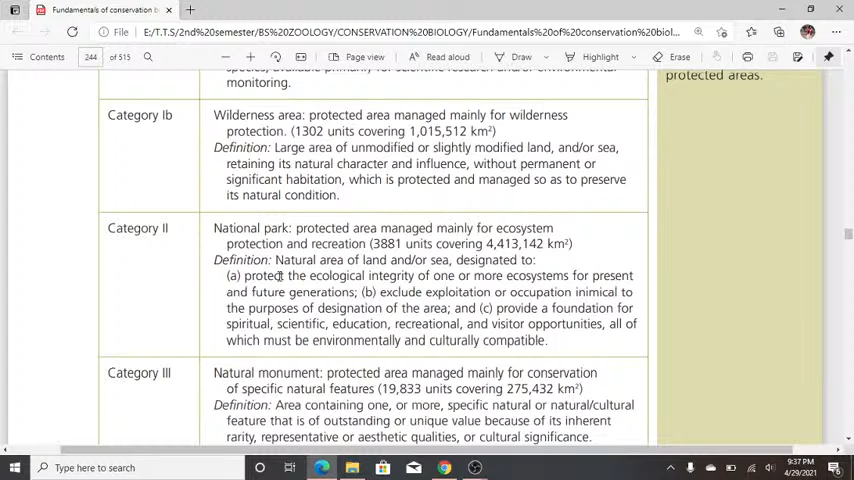 Fundamentals of conservation b
File
E:/T.T.S/2nd%20semester/BS%20ZOOLOGY/CONSERVATION%20BIOLOGY/Fundamentals%20of%20conservation%20biol...
Contents
244
of 515
Page view
Read aloud
Draw
Highlight
Erase
species, available primarily for scientific research and/or environmental
monitoring.
protected areas.
Category Ib
Wilderness area: protected area managed mainly for wilderness
protection. (1302 units covering 1,015,512 km²)
Definition: Large area of unmodified or slightly modified land, and/or sea,
retaining its natural character and influence, without permanent or
significant habitation, which is protected and managed so as to preserve
its natural condition.
Category II
National park: protected area managed mainly for ecosystem
protection and recreation (3881 units covering 4,413,142 km²)
Definition: Natural area of land and/or sea, designated to:
(a) protect the ecological integrity of one or more ecosystems for present
and future generations; (b) exclude exploitation or occupation inimical to
the purposes of designation of the area; and (c) provide a foundation for
spiritual, scientific, education, recreational, and visitor opportunities, all of
which must be environmentally and culturally compatible.
Category III
Natural monument: protected area managed mainly for conservation
of specific natural features (19,833 units covering 275,432 km²)
Definition: Area containing one, or more, specific natural or natural/cultural
feature that is of outstanding or unique value because of its inherent
rarity, representative or aesthetic qualities, or cultural significance.
Type here to search
9:37 PM
4/29/2021